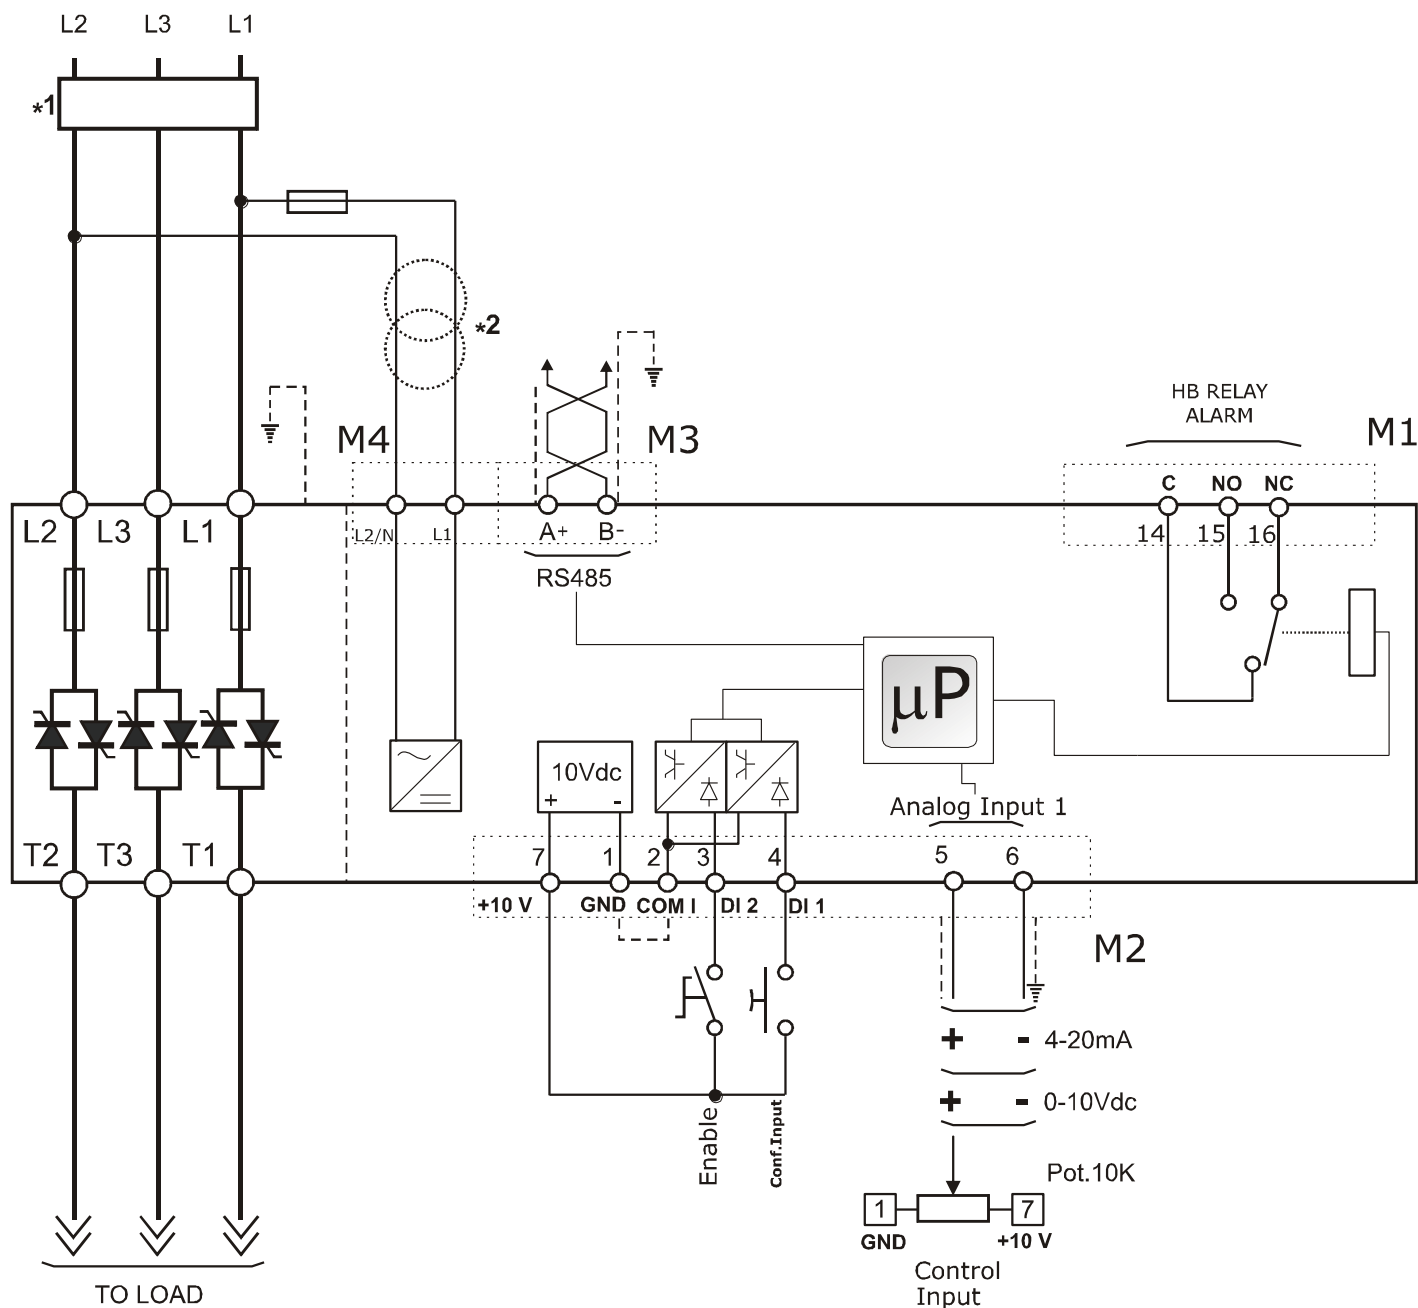 L2 L3 L1
*1
*2
HB RELAY
ALARM
M4 M3 M1
C NO NC
L2 L3 L1 L2/N L1 A+ B- 14 15 16
RS485
µP
10Vdc
+ -
Analog Input 1
T2 T3 T1 7 1 2 3 4 5 6
+10 V GND COM I DI 2 DI 1
M2
+ - 4-20mA
+ - 0-10Vdc
Enable
Conf.Input
Pot.10K
1 7
GND +10 V
Control
Input
TO LOAD